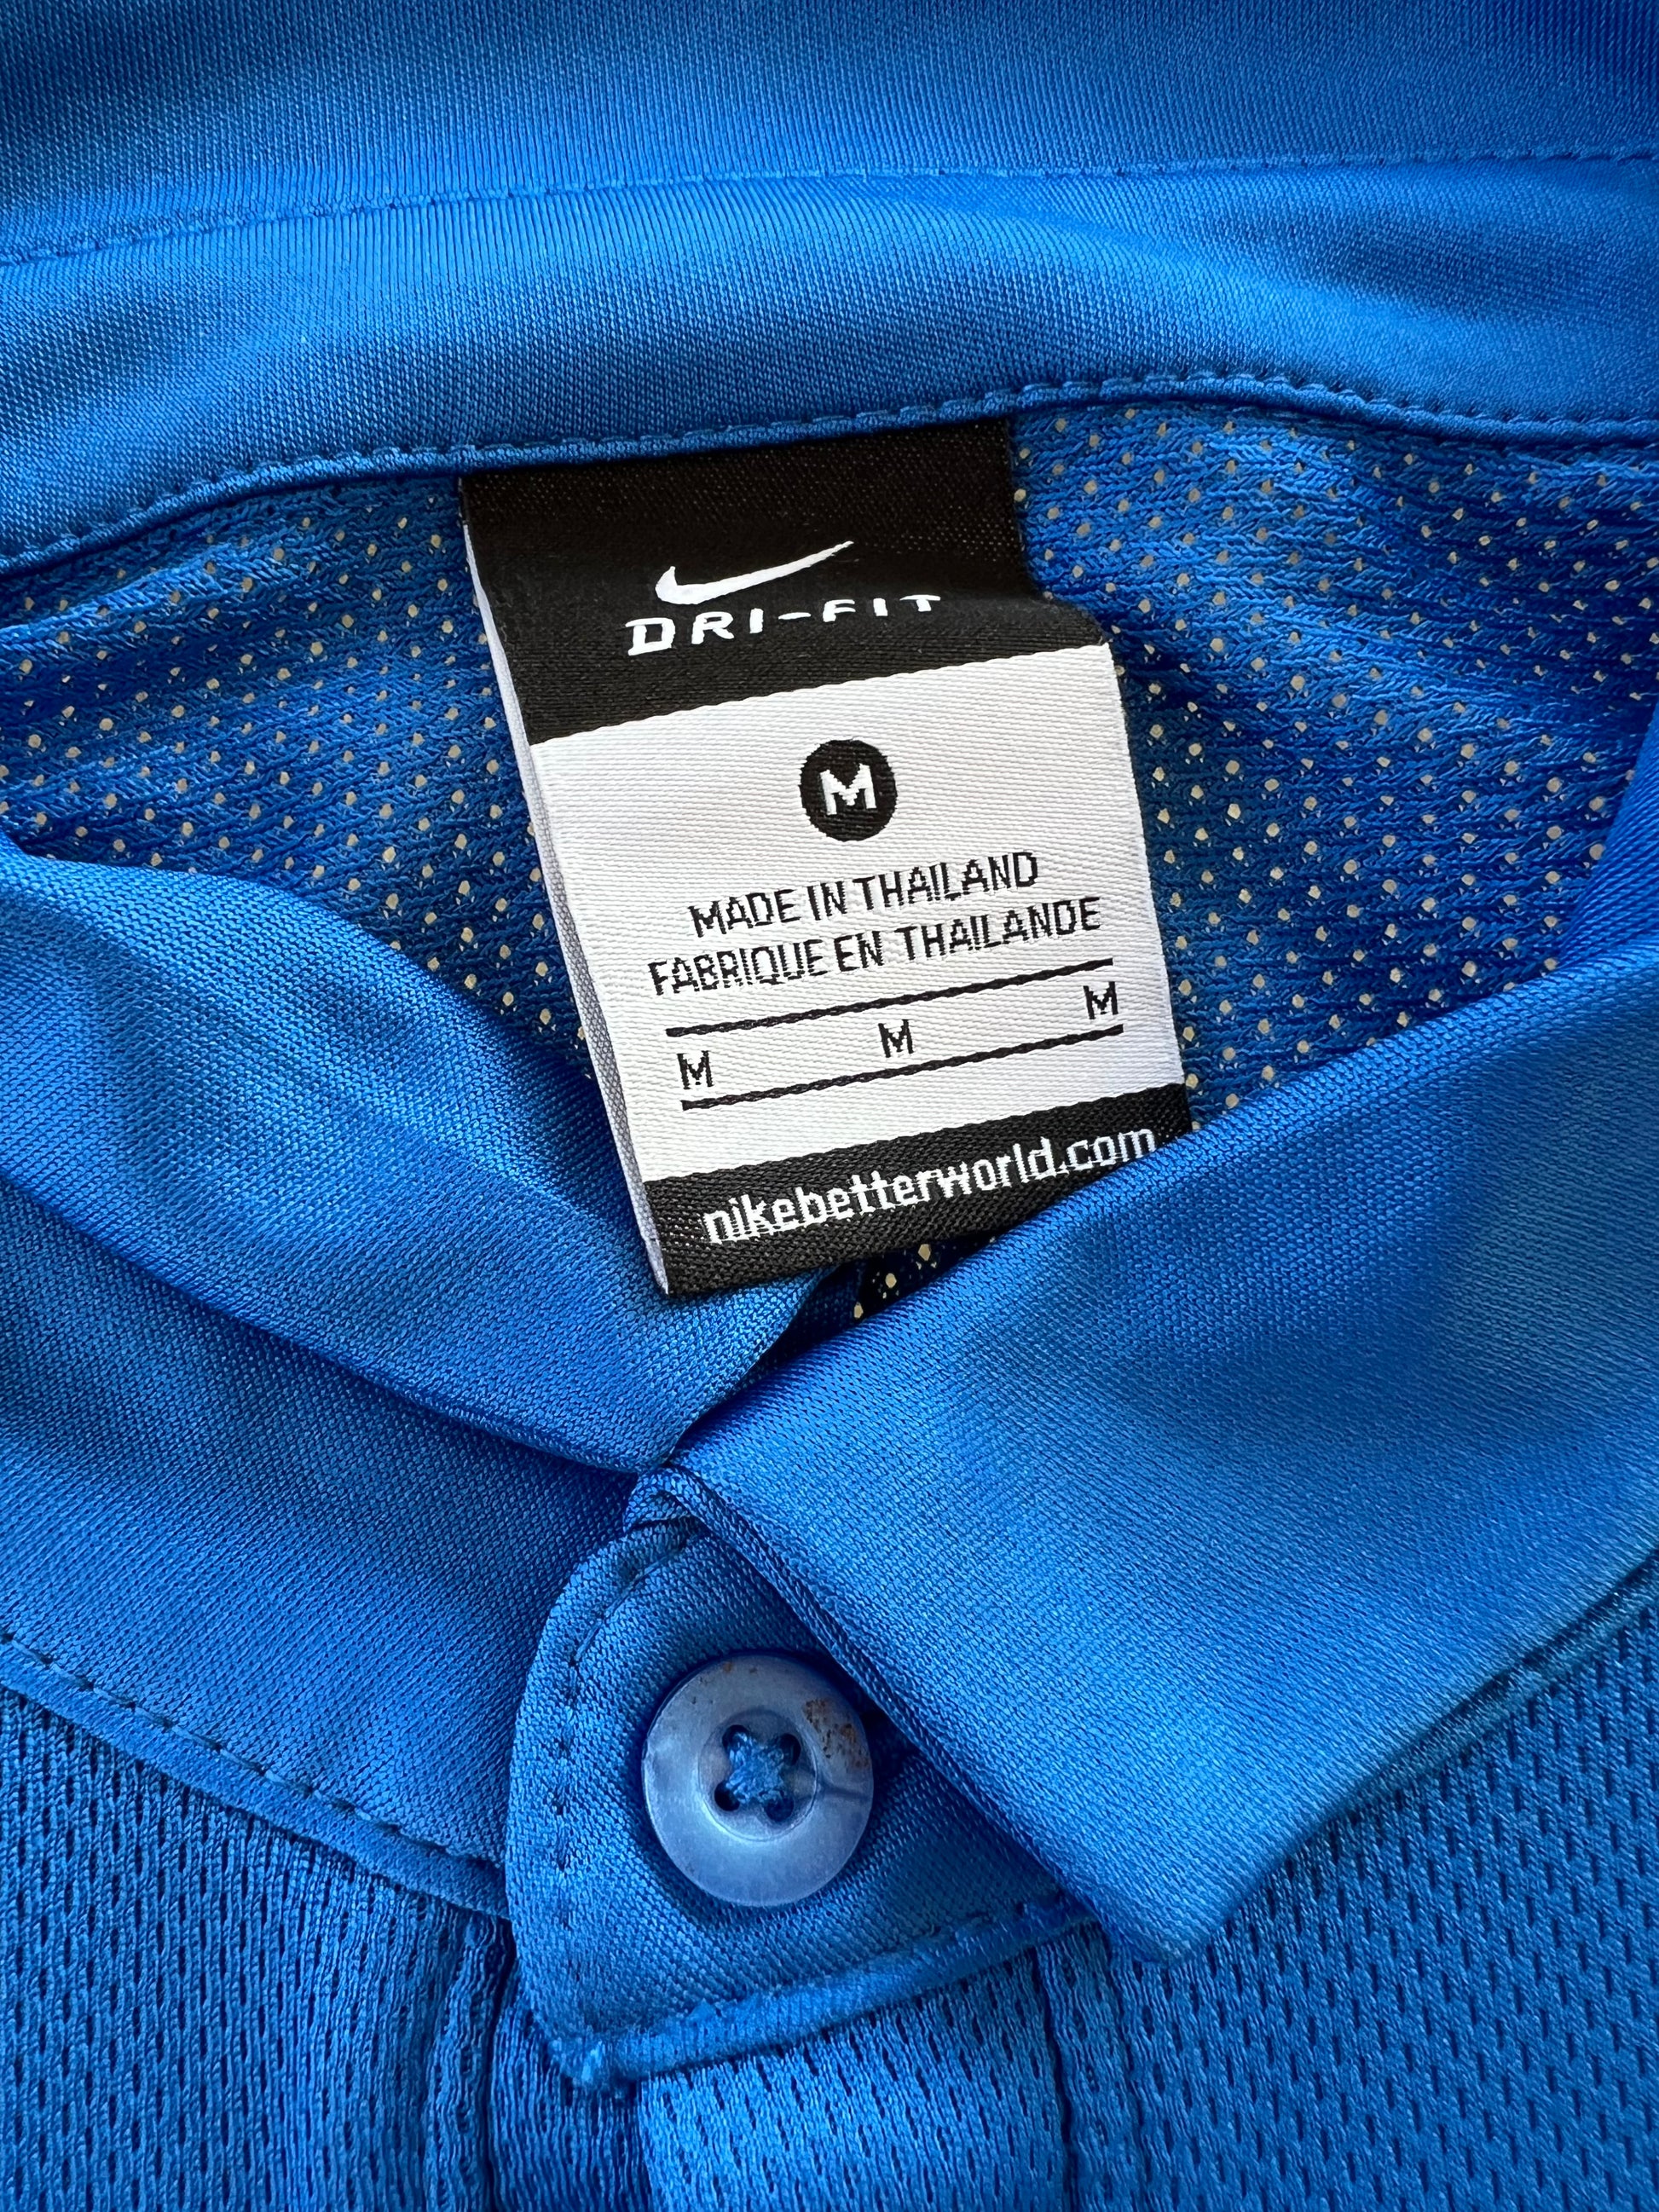 DRI-FIT
M
MADE IN THAILAND
FABRIQUE EN THAILANDE
M M M
nikebetterworld.com